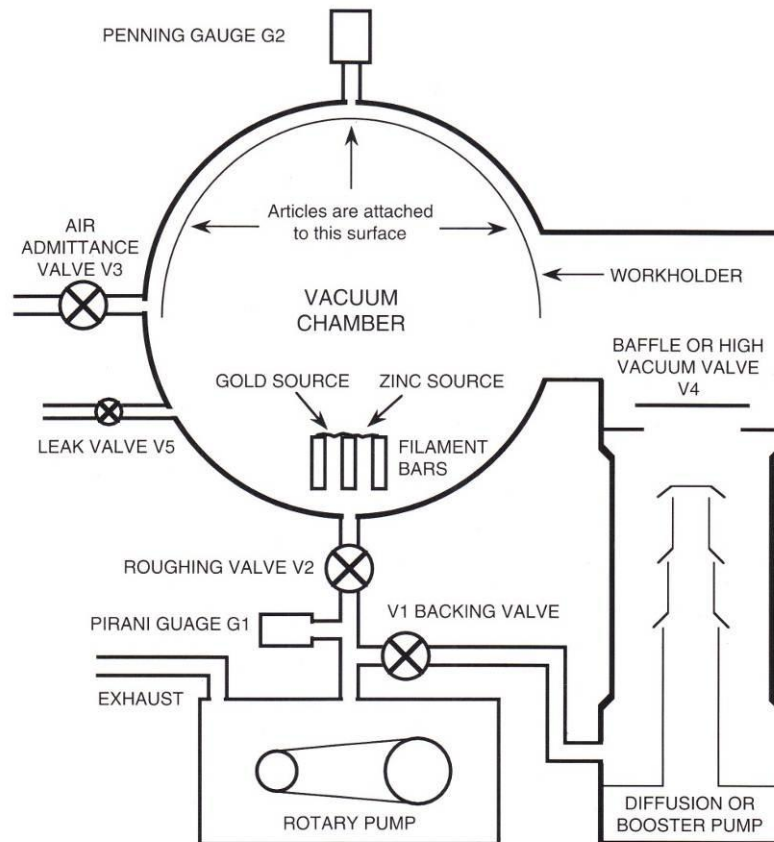 PENNING GAUGE G2
Articles are attached
to this surface
AIR
ADMITTANCE
VALVE V3
WORKHOLDER
VACUUM
CHAMBER
BAFFLE OR HIGH
VACUUM VALVE
V4
GOLD SOURCE
ZINC SOURCE
LEAK VALVE V5
FILAMENT
BARS
ROUGHING VALVE V2
V1 BACKING VALVE
PIRANI GUAGE G1
EXHAUST
ROTARY PUMP
DIFFUSION OR
BOOSTER PUMP